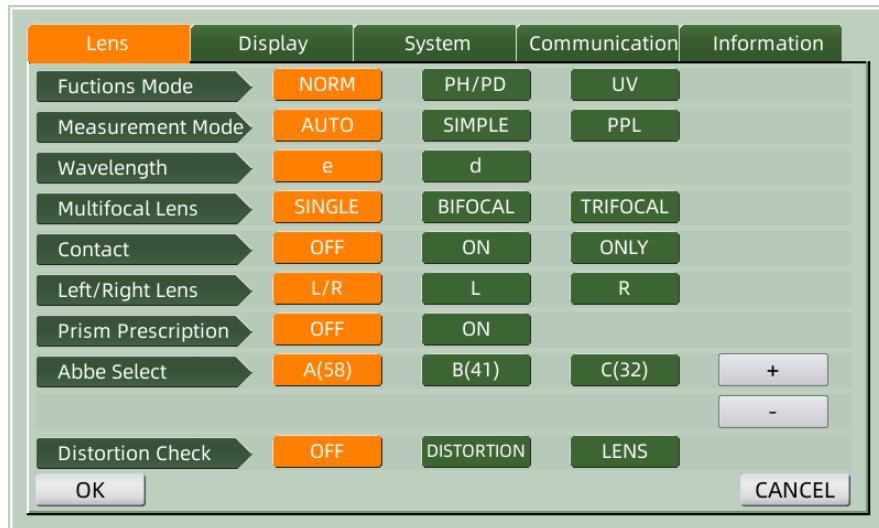 Lens Display System Communication Information
Fuctions Mode NORM PH/PD UV
Measurement Mode AUTO SIMPLE PPL
Wavelength e d
Multifocal Lens SINGLE BIFOCAL TRIFOCAL
Contact OFF ON ONLY
Left/Right Lens L/R L R
Prism Prescription OFF ON
Abbe Select A(58) B(41) C(32) +
-
Distortion Check OFF DISTORTION LENS
OK CANCEL